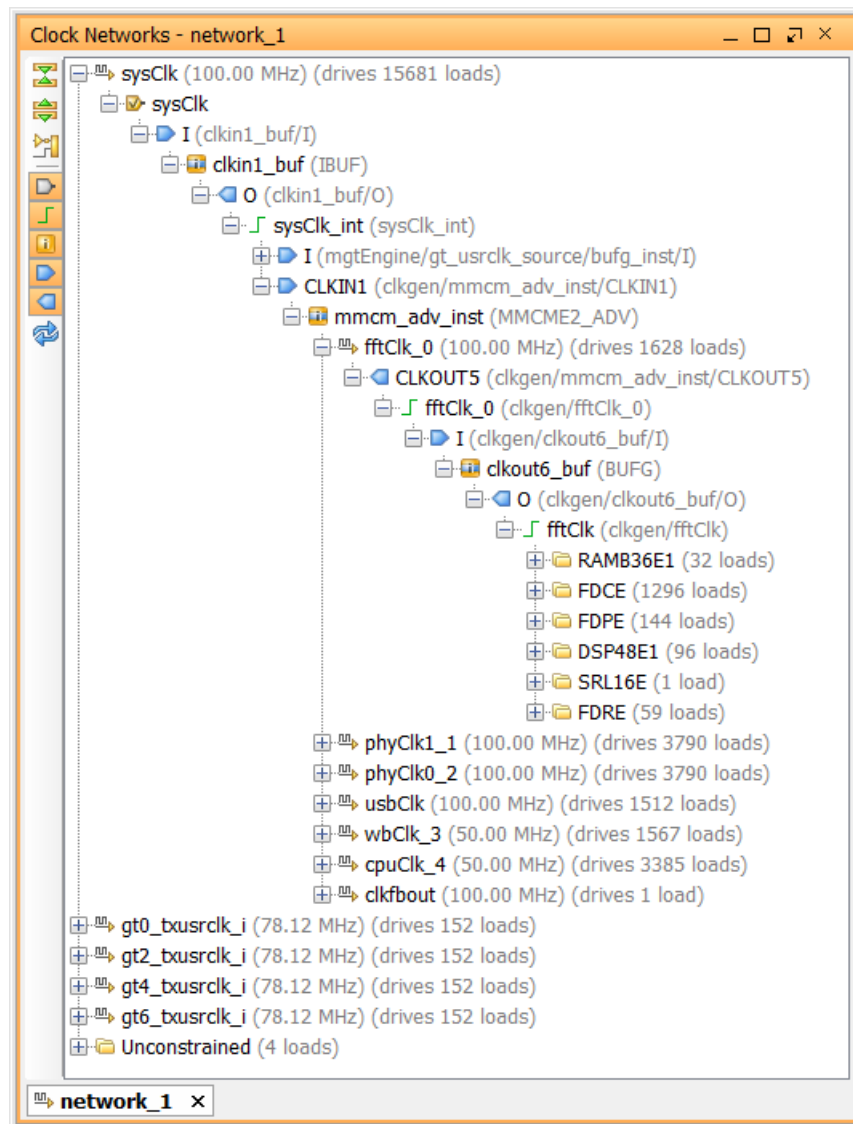 Clock Networks - network_1
sysClk (100.00 MHz) (drives 15681 loads)
sysClk
I (clkin1_buf/I)
clkin1_buf (IBUF)
O (clkin1_buf/O)
sysClk_int (sysClk_int)
I (mgtEngine/gt_usrclk_source/bufg_inst/I)
CLKIN1 (clkgen/mmcm_adv_inst/CLKIN1)
mmcm_adv_inst (MMCME2_ADV)
fftClk_0 (100.00 MHz) (drives 1628 loads)
CLKOUT5 (clkgen/mmcm_adv_inst/CLKOUT5)
fftClk_0 (clkgen/fftClk_0)
I (clkgen/clkout6_buf/I)
clkout6_buf (BUFG)
O (clkgen/clkout6_buf/O)
fftClk (clkgen/fftClk)
RAMB36E1 (32 loads)
FDCE (1296 loads)
FDPE (144 loads)
DSP48E1 (96 loads)
SRL16E (1 load)
FDRE (59 loads)
phyClk1_1 (100.00 MHz) (drives 3790 loads)
phyClk0_2 (100.00 MHz) (drives 3790 loads)
usbClk (100.00 MHz) (drives 1512 loads)
wbClk_3 (50.00 MHz) (drives 1567 loads)
cpuClk_4 (50.00 MHz) (drives 3385 loads)
clkfbout (100.00 MHz) (drives 1 load)
gt0_txusrclk_i (78.12 MHz) (drives 152 loads)
gt2_txusrclk_i (78.12 MHz) (drives 152 loads)
gt4_txusrclk_i (78.12 MHz) (drives 152 loads)
gt6_txusrclk_i (78.12 MHz) (drives 152 loads)
Unconstrained (4 loads)
network_1